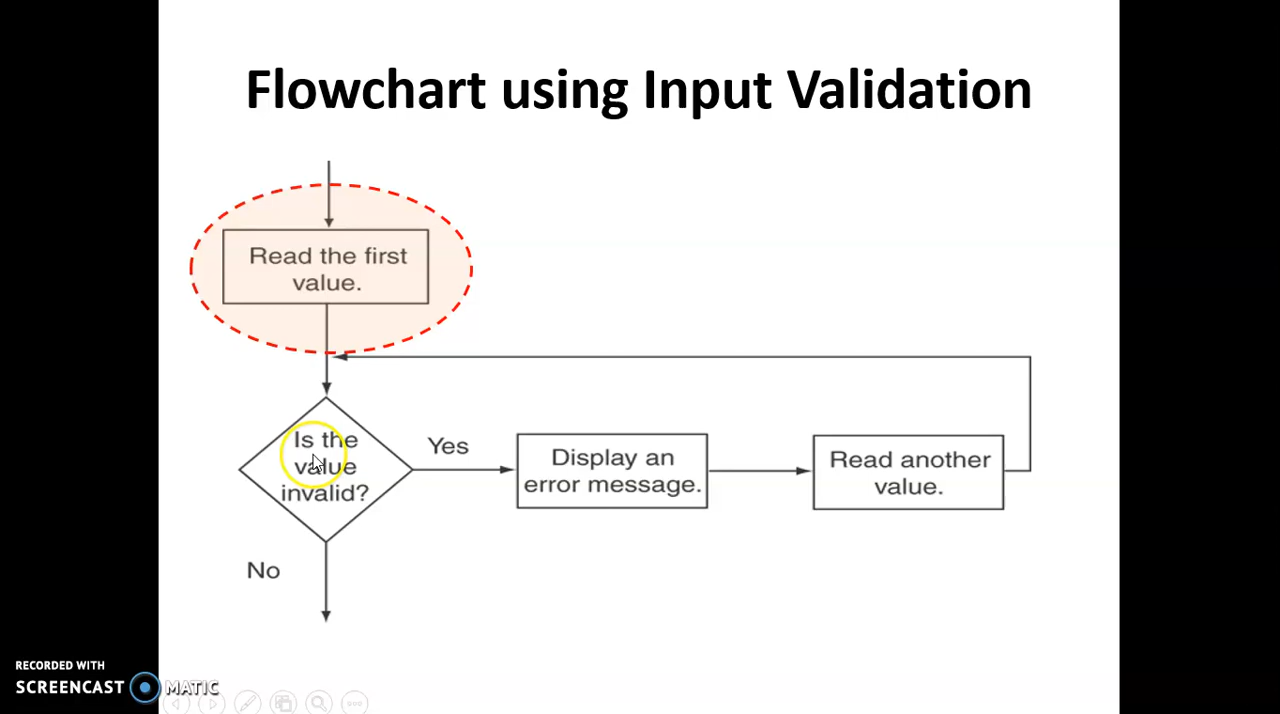 Flowchart using Input Validation
Read the first
value.
Is the
value
invalid?
Yes
Display an
error message.
Read another
value.
No
RECORDED WITH
SCREENCAST MATIC